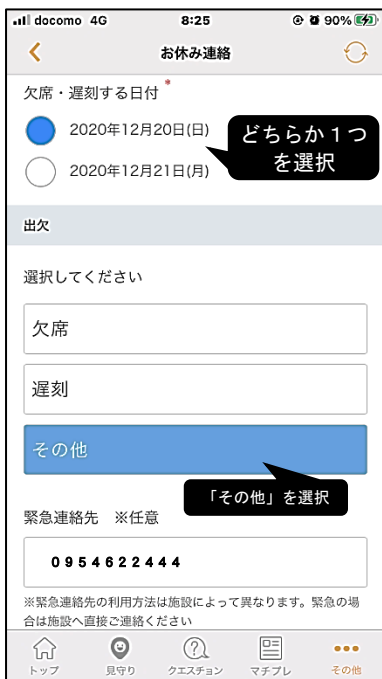 docomo 4G 8:25 90%
お休み連絡
欠席・遅刻する日付 *
2020年12月20日(日)
どちらか１つ
を選択
2020年12月21日(月)
出欠
選択してください
欠席
遅刻
その他
「その他」を選択
緊急連絡先　※任意
0954622444
※緊急連絡先の利用方法は施設によって異なります。緊急の場
合は施設へ直接ご連絡ください
トップ 見守り クエスチョン マチプレ その他